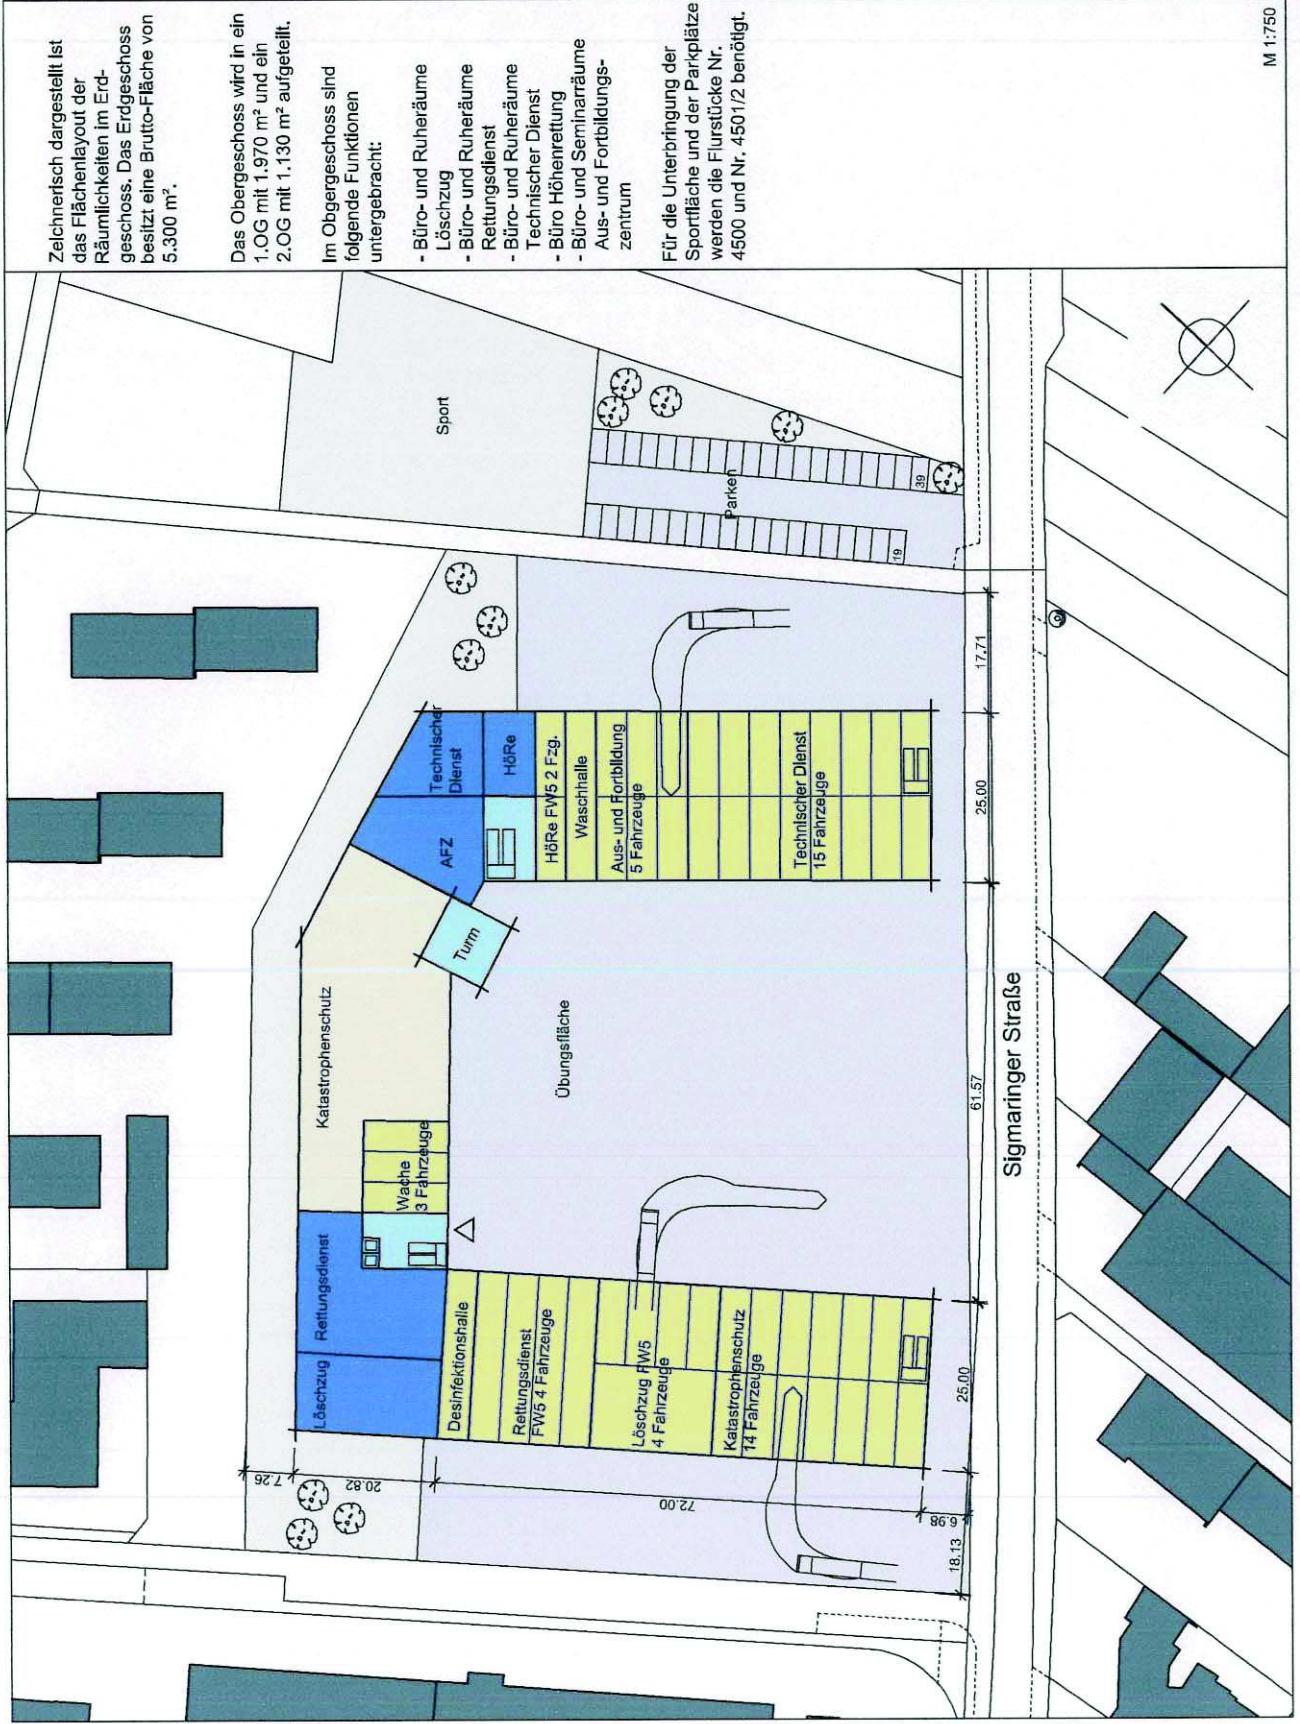 Zeichnerisch dargestellt ist
das Flächenlayout der
Räumlichkeiten im Erd-
geschoss. Das Erdgeschoss
besitzt eine Brutto-Fläche von
5.300 m².
Das Obergeschoss wird in ein
1.OG mit 1.970 m² und ein
2.OG mit 1.130 m² aufgeteilt.
Im Obgergeschoss sind
folgende Funktionen
untergebracht:
- Büro- und Ruheräume
Löschzug
- Büro- und Ruheräume
Rettungsdienst
- Büro- und Ruheräume
Technischer Dienst
- Büro Höhenrettung
- Büro- und Seminarräume
Aus- und Fortbildungs-
zentrum
Für die Unterbringung der
Sportfläche und der Parkplätze
werden die Flurstücke Nr.
4500 und Nr. 4501/2 benötigt.
M 1:750
Sport
Parken
39
19
Technischer
Dienst
HöRe
AFZ
HöRe FW5 2 Fzg.
Waschhalle
Aus- und Fortbildung
5 Fahrzeuge
Technischer Dienst
15 Fahrzeuge
Turm
Katastrophenschutz
Übungsfläche
Wache
3 Fahrzeuge
Rettungsdienst
Löschzug
Desinfektionshalle
Rettungsdienst
FW5 4 Fahrzeuge
Löschzug FW5
4 Fahrzeuge
Katastrophenschutz
14 Fahrzeuge
7.26
20.82
72.00
6.98
18.13
25.00
61.57
25.00
17.71
Sigmaringer Straße